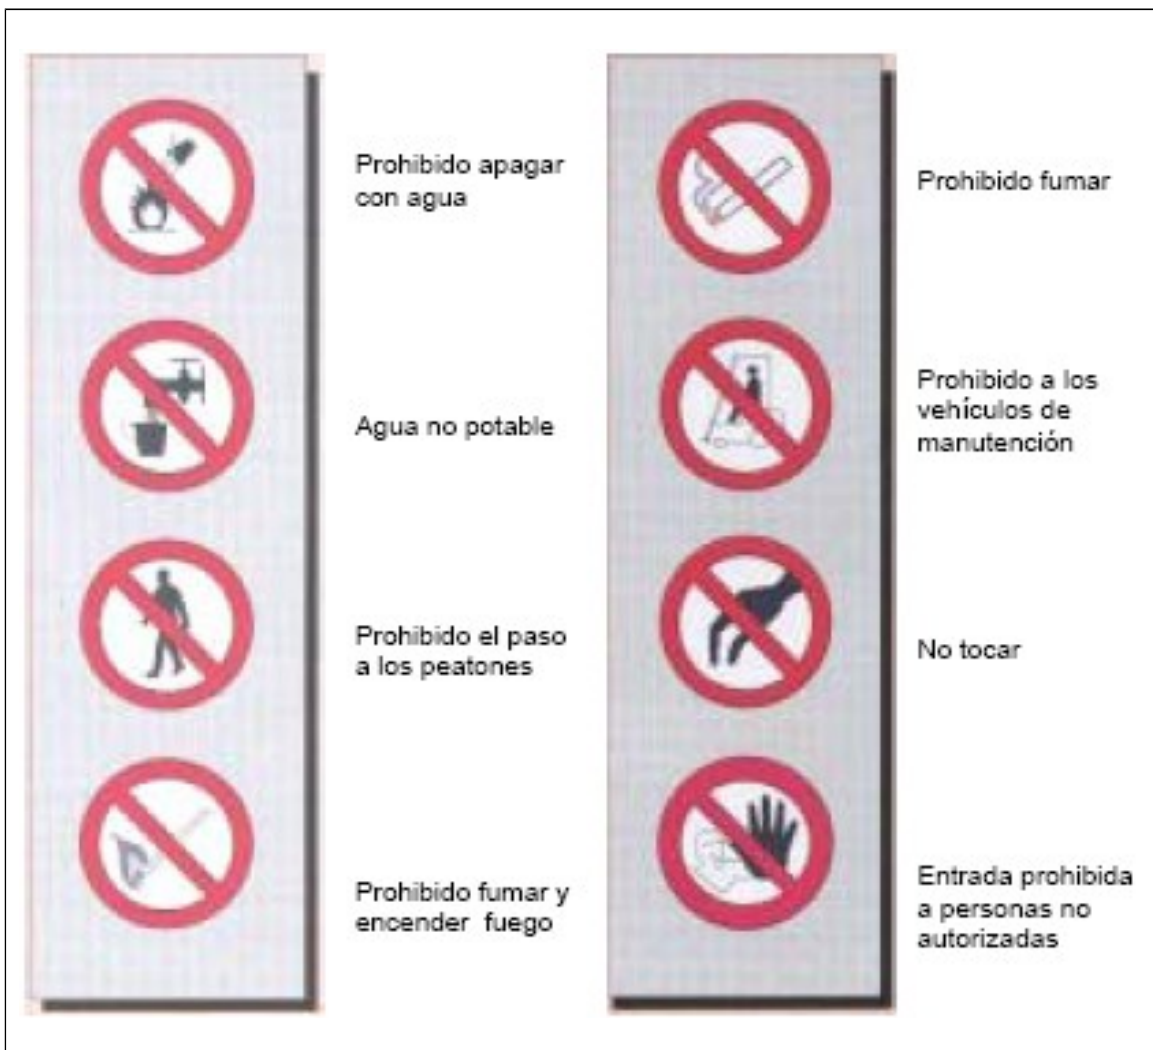 Prohibido apagar
con agua
Agua no potable
Prohibido el paso
a los peatones
Prohibido fumar y
encender fuego
Prohibido fumar
Prohibido a los
vehículos de
manutención
No tocar
Entrada prohibida
a personas no
autorizadas